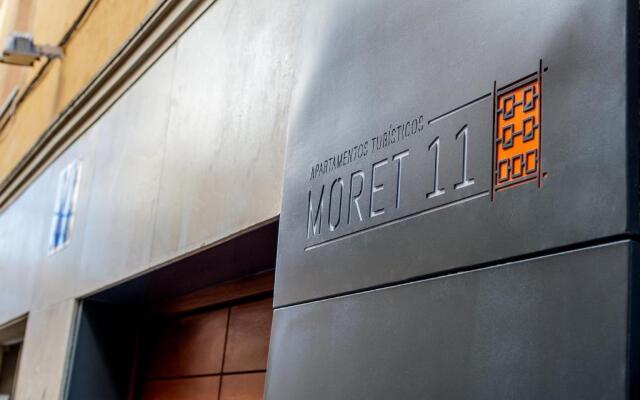 APARTAMENTOS TURÍSTICOS
MORET 11